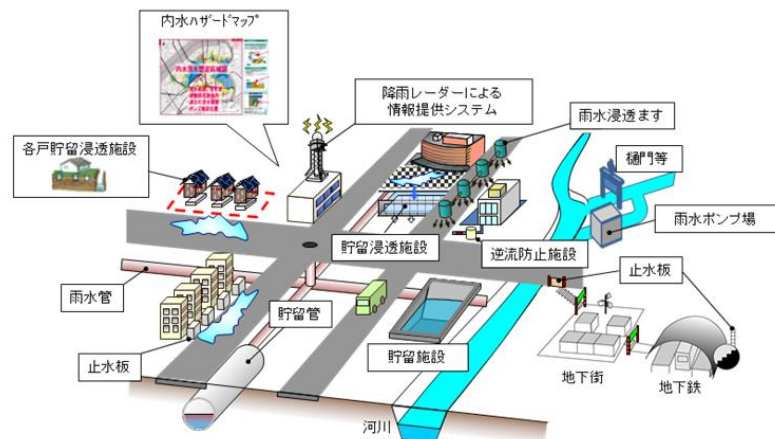 内水ﾊｻﾞｰﾄﾞﾏｯﾌﾟ
降雨レーダーによる
情報提供システム
雨水浸透ます
各戸貯留浸透施設
樋門等
雨水ポンプ場
貯留浸透施設
逆流防止施設
止水板
雨水管
貯留管
貯留施設
止水板
地下街
地下鉄
河川